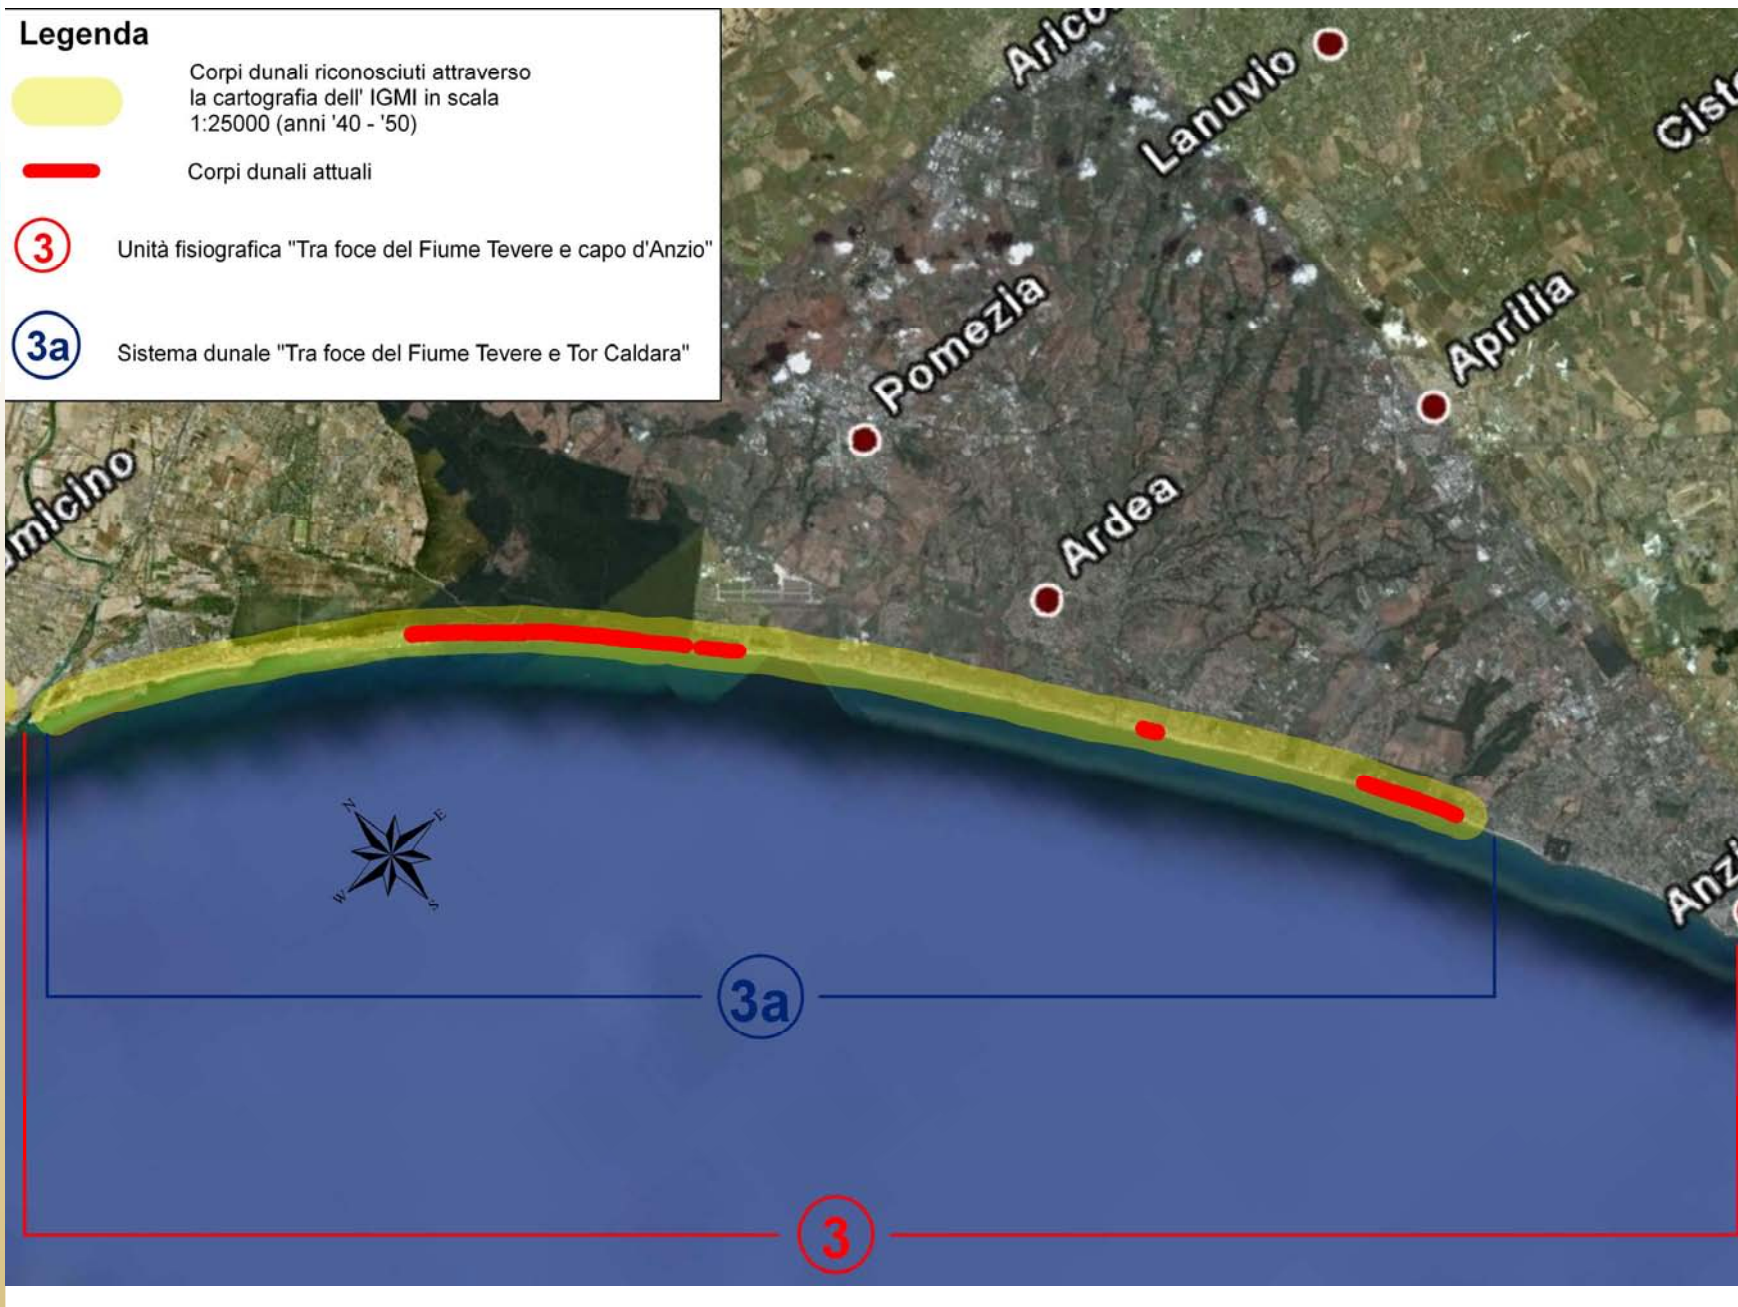 Legenda
Corpi dunali riconosciuti attraverso
la cartografia dell' IGMI in scala
1:25000 (anni '40 - '50)
Corpi dunali attuali
3
Unità fisiografica "Tra foce del Fiume Tevere e capo d'Anzio"
3a
Sistema dunale "Tra foce del Fiume Tevere e Tor Caldara"
Lanuvio
Pomezia
Aprilia
Ardea
N
E
W
S
3a
3